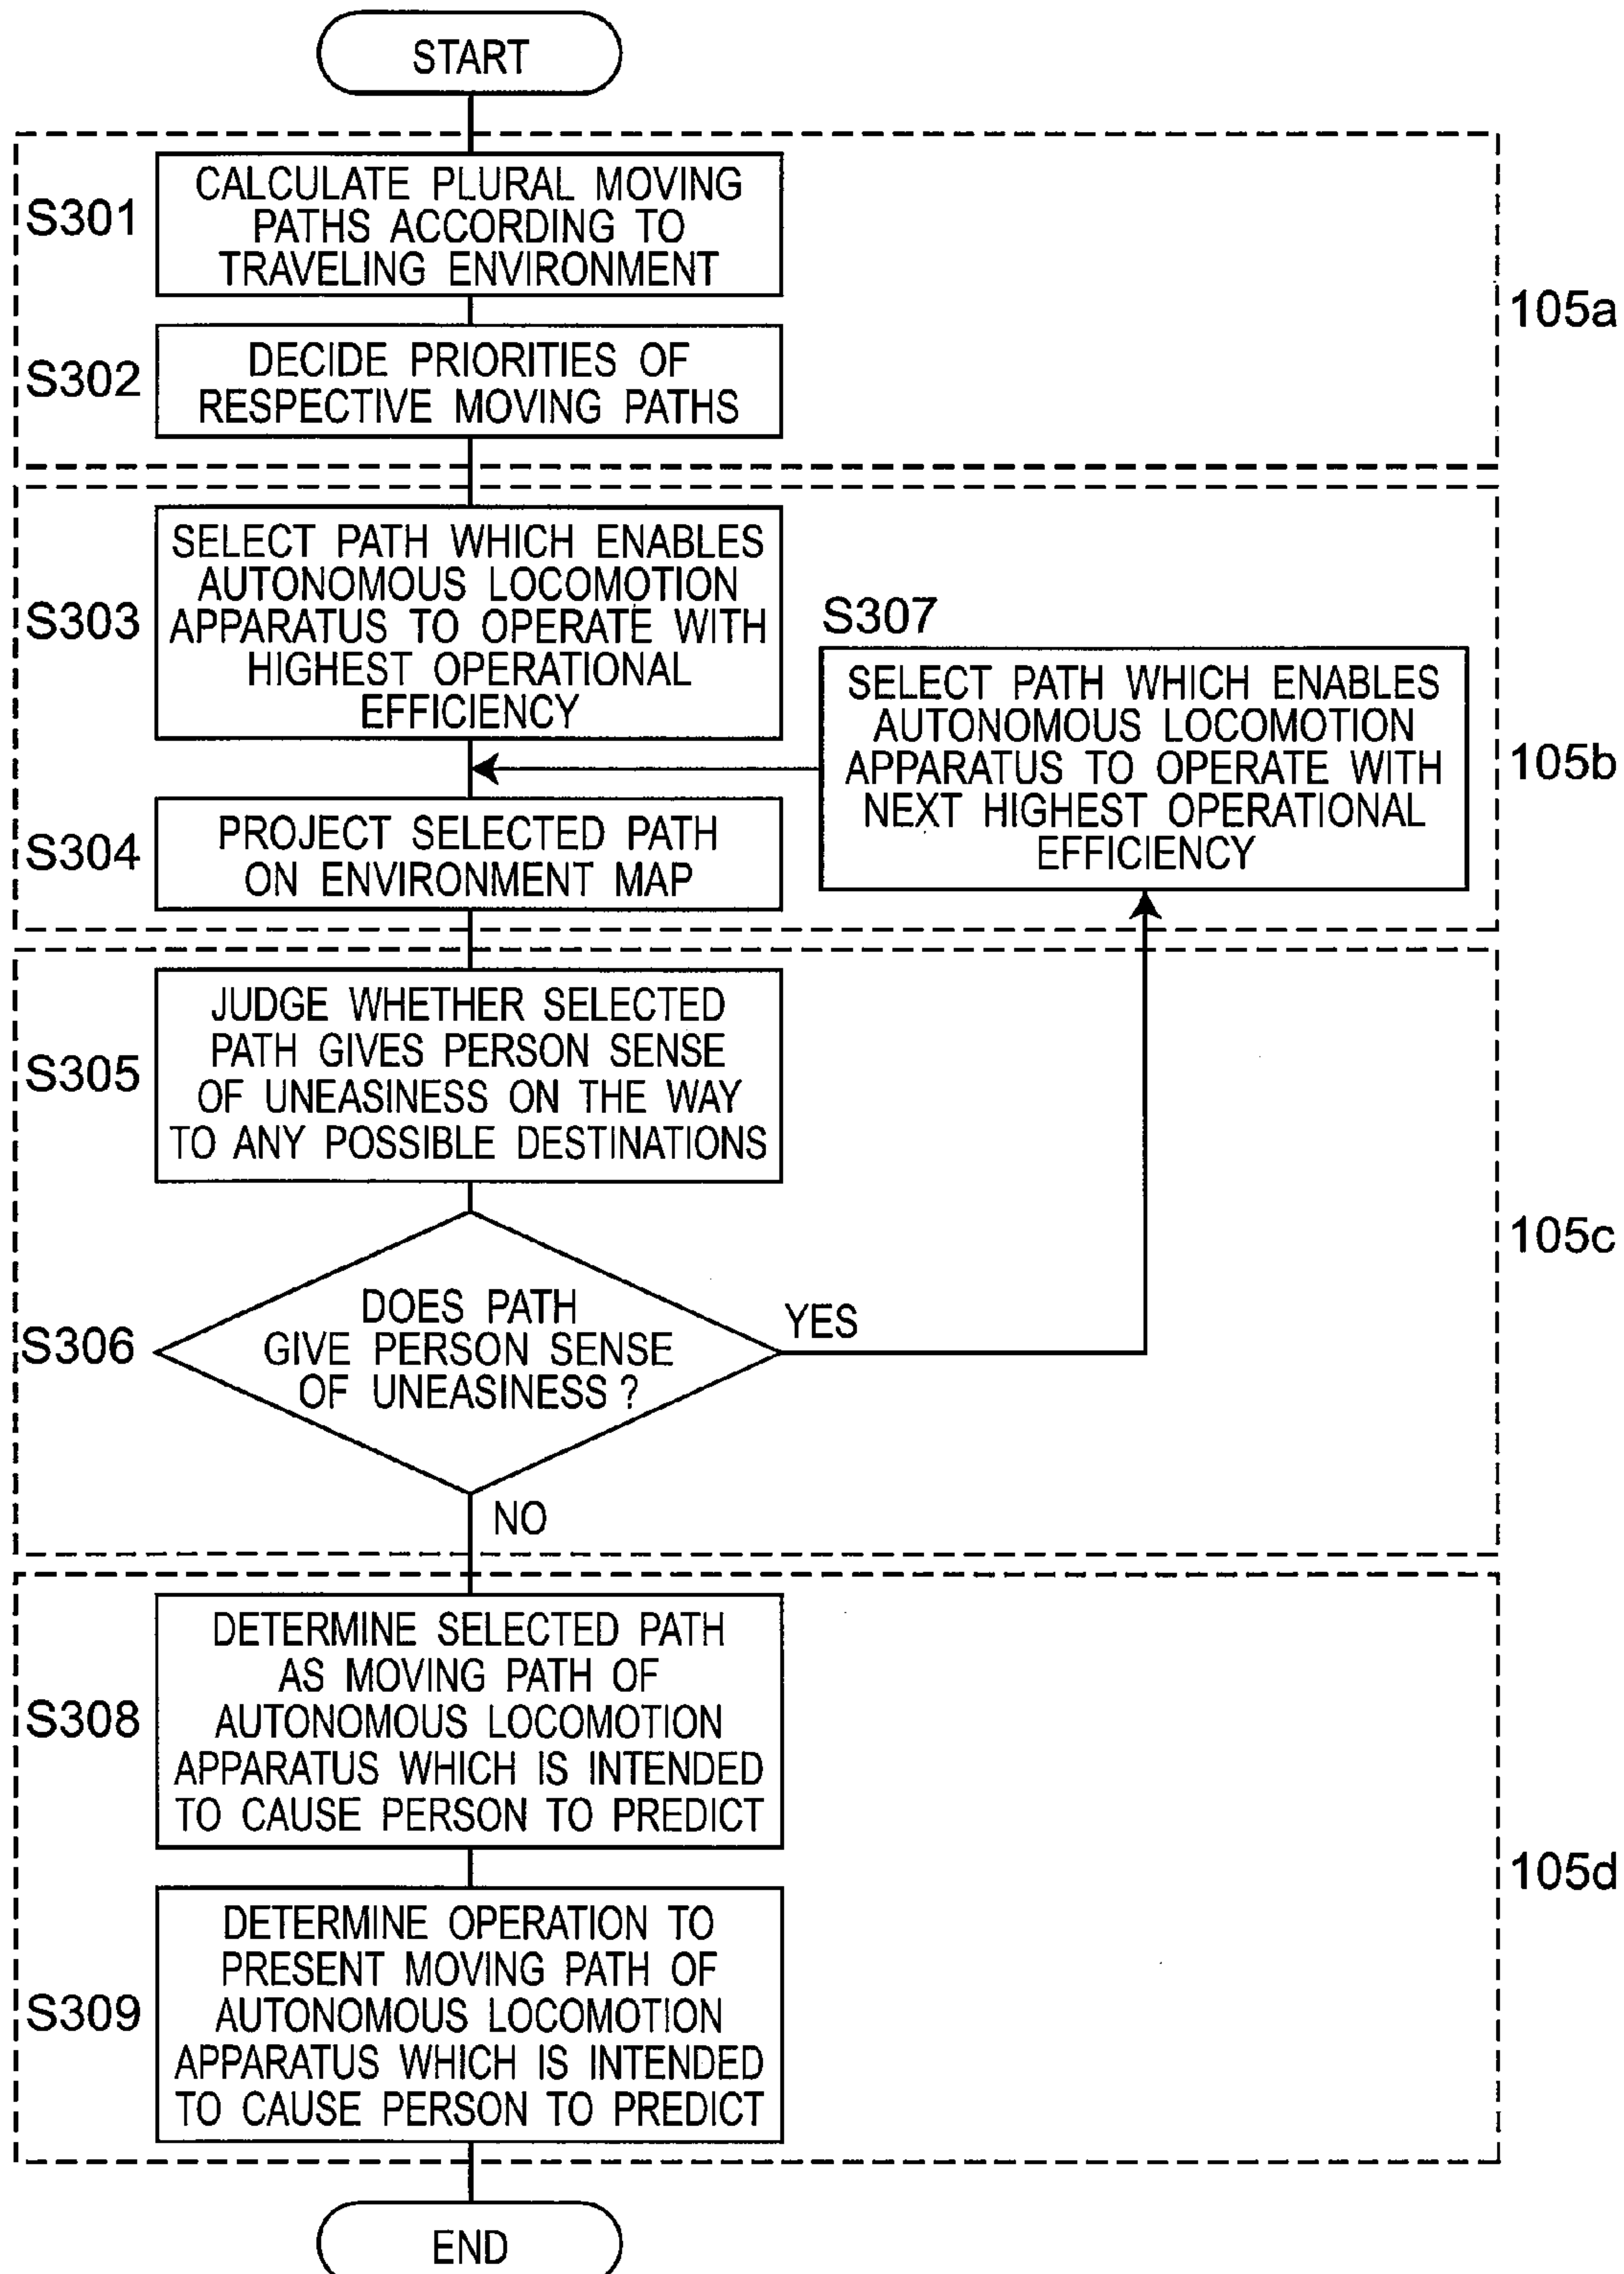 START
S301
CALCULATE PLURAL MOVING
PATHS ACCORDING TO
TRAVELING ENVIRONMENT
105a
S302
DECIDE PRIORITIES OF
RESPECTIVE MOVING PATHS
S303
SELECT PATH WHICH ENABLES
AUTONOMOUS LOCOMOTION
APPARATUS TO OPERATE WITH
HIGHEST OPERATIONAL
EFFICIENCY
S307
SELECT PATH WHICH ENABLES
AUTONOMOUS LOCOMOTION
APPARATUS TO OPERATE WITH
NEXT HIGHEST OPERATIONAL
EFFICIENCY
105b
S304
PROJECT SELECTED PATH
ON ENVIRONMENT MAP
S305
JUDGE WHETHER SELECTED
PATH GIVES PERSON SENSE
OF UNEASINESS ON THE WAY
TO ANY POSSIBLE DESTINATIONS
105c
S306
DOES PATH
GIVE PERSON SENSE
OF UNEASINESS ?
YES
NO
S308
DETERMINE SELECTED PATH
AS MOVING PATH OF
AUTONOMOUS LOCOMOTION
APPARATUS WHICH IS INTENDED
TO CAUSE PERSON TO PREDICT
105d
S309
DETERMINE OPERATION TO
PRESENT MOVING PATH OF
AUTONOMOUS LOCOMOTION
APPARATUS WHICH IS INTENDED
TO CAUSE PERSON TO PREDICT
END